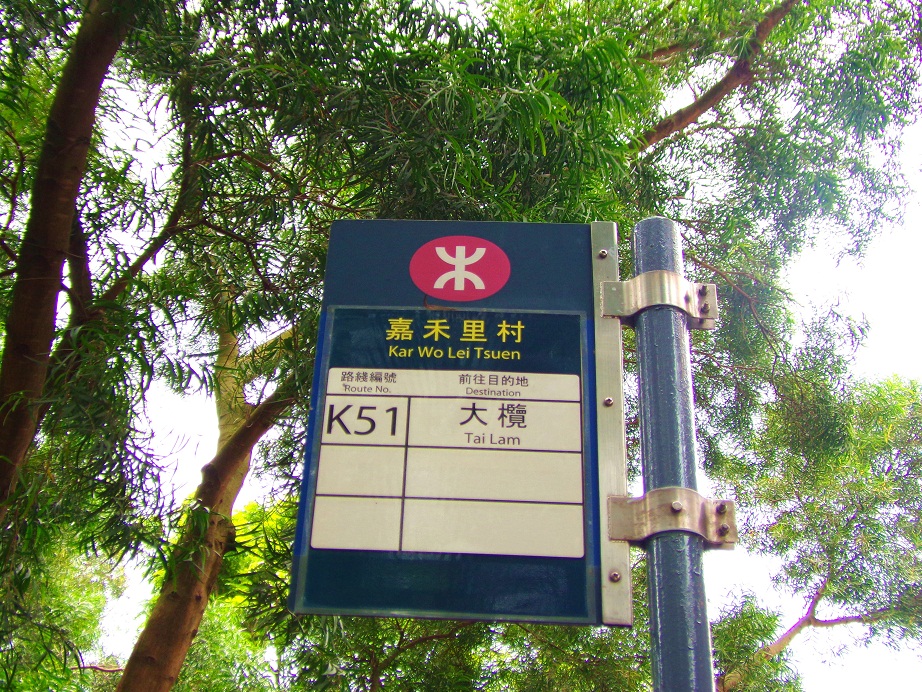 嘉禾里村
Kar Wo Lei Tsuen
路綫編號 前往目的地
Route No. Destination
K51 大欖
Tai Lam